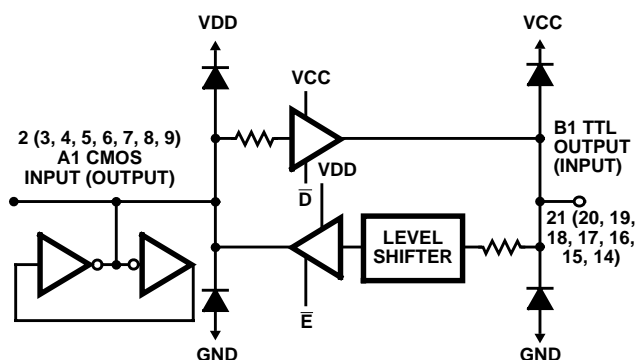 VDD
VCC
VCC
2 (3, 4, 5, 6, 7, 8, 9)
A1 CMOS
INPUT (OUTPUT)
B1 TTL
OUTPUT
(INPUT)
D̅
VDD
21 (20, 19,
18, 17, 16,
15, 14)
LEVEL
SHIFTER
E̅
GND
GND